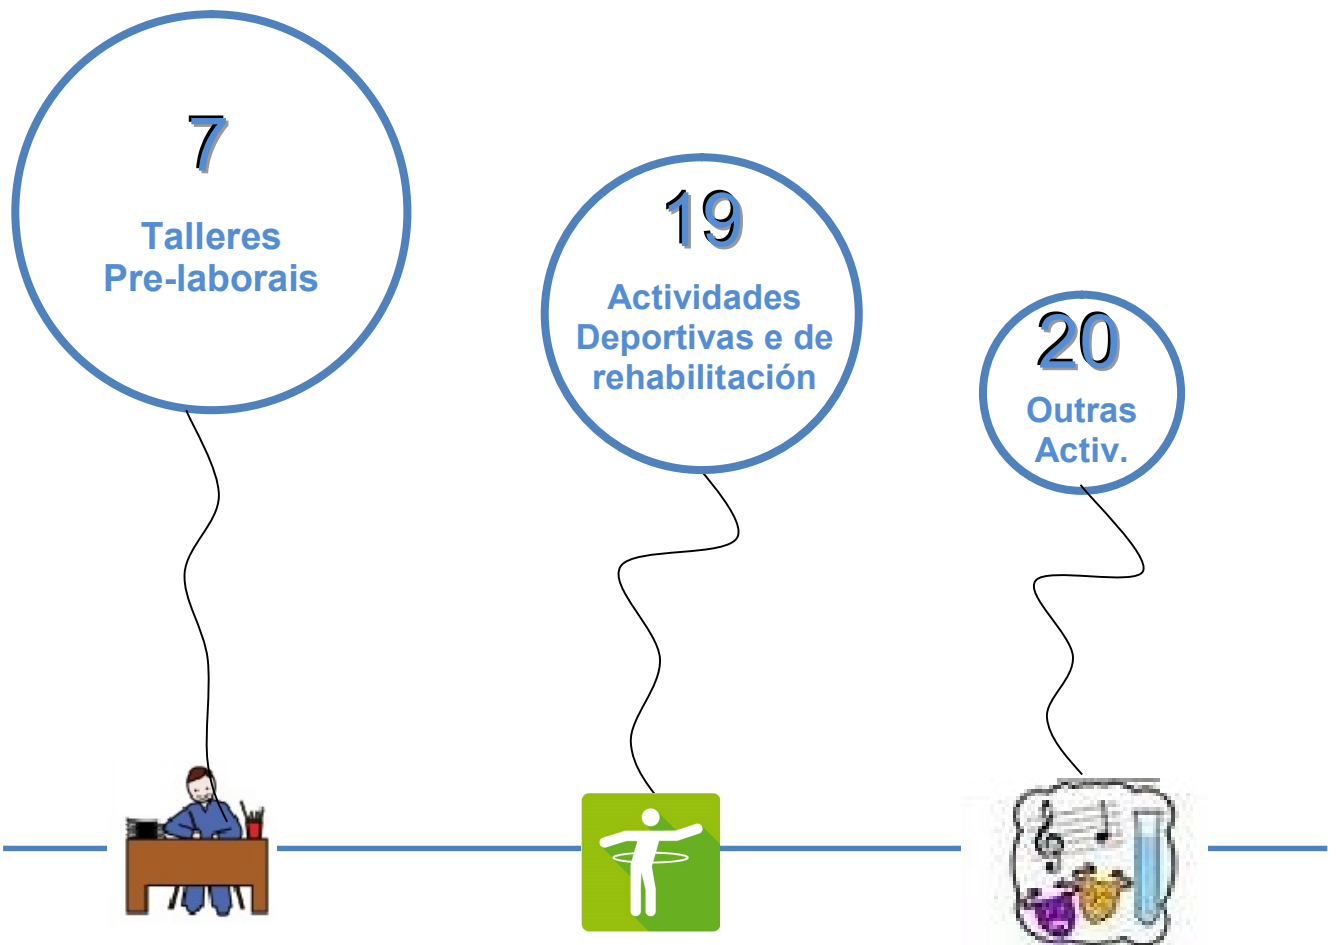 7
Talleres
Pre-laborais
19
Actividades
Deportivas e de
rehabilitación
20
Outras
Activ.